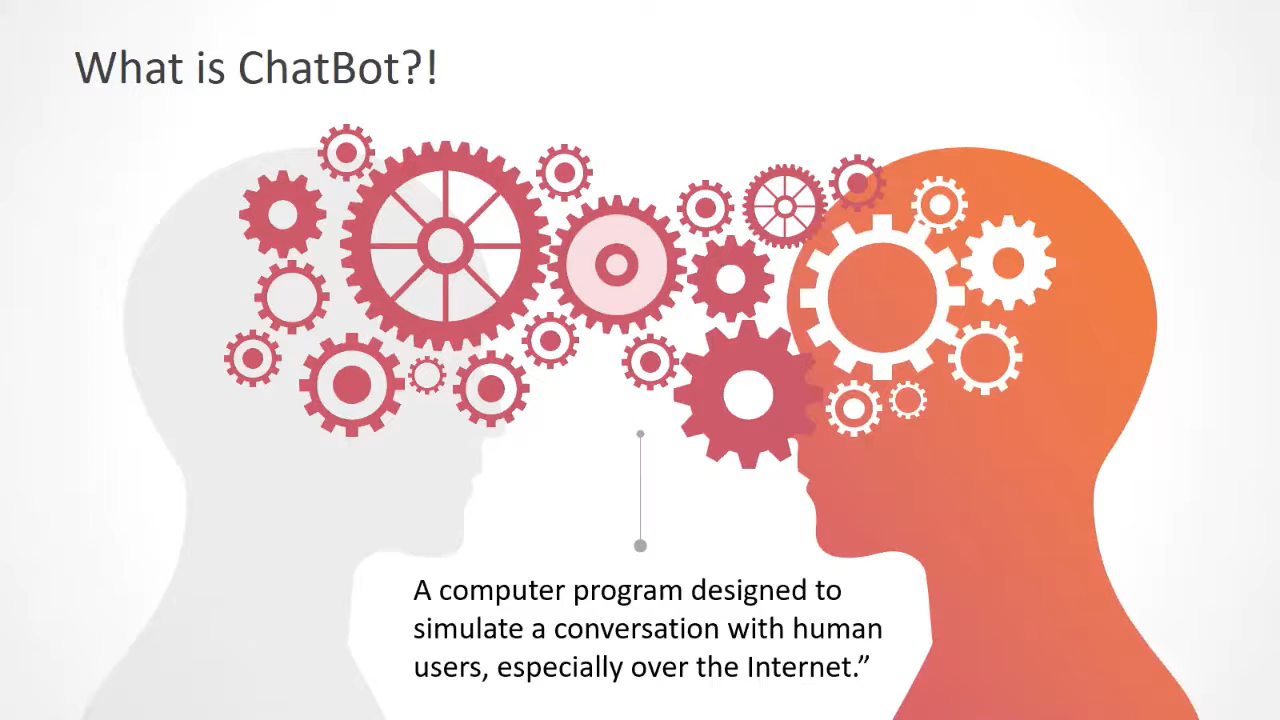 What is ChatBot?!
A computer program designed to
simulate a conversation with human
users, especially over the Internet.”